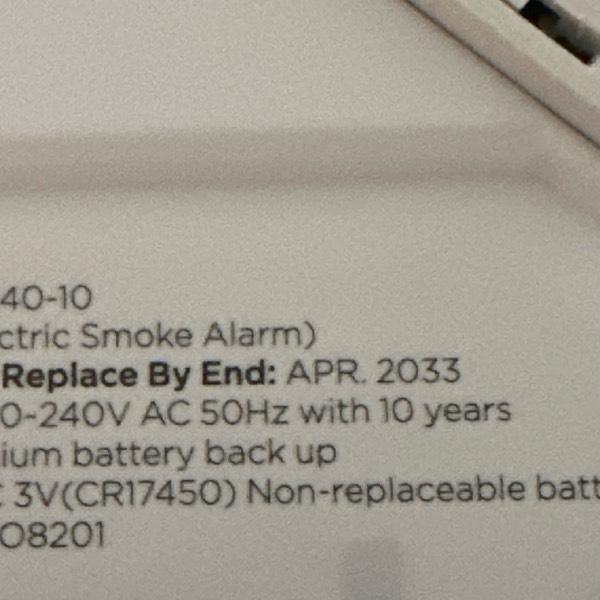 40-10
ctric Smoke Alarm)
Replace By End: APR. 2033
0-240V AC 50Hz with 10 years
ium battery back up
3V(CR17450) Non-replaceable batt
O8201